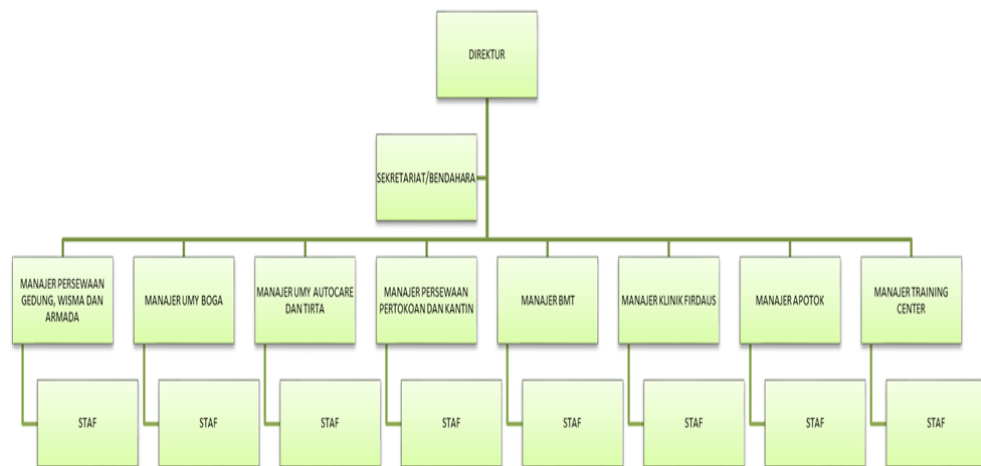 DIREKTUR
SEKRETARIAT/BENDAHARA
MANAJER PERSEWAAN
GEDUNG, WISMA DAN
ARMADA
MANAJER UMY BOGA
MANAJER UMY AUTOCARE
DAN TIRTA
MANAJER PERSEWAAN
PERTOKOAN DAN KANTIN
MANAJER BMT
MANAJER KLINIK FIRDAUS
MANAJER APOTOK
MANAJER TRAINING
CENTER
STAF
STAF
STAF
STAF
STAF
STAF
STAF
STAF